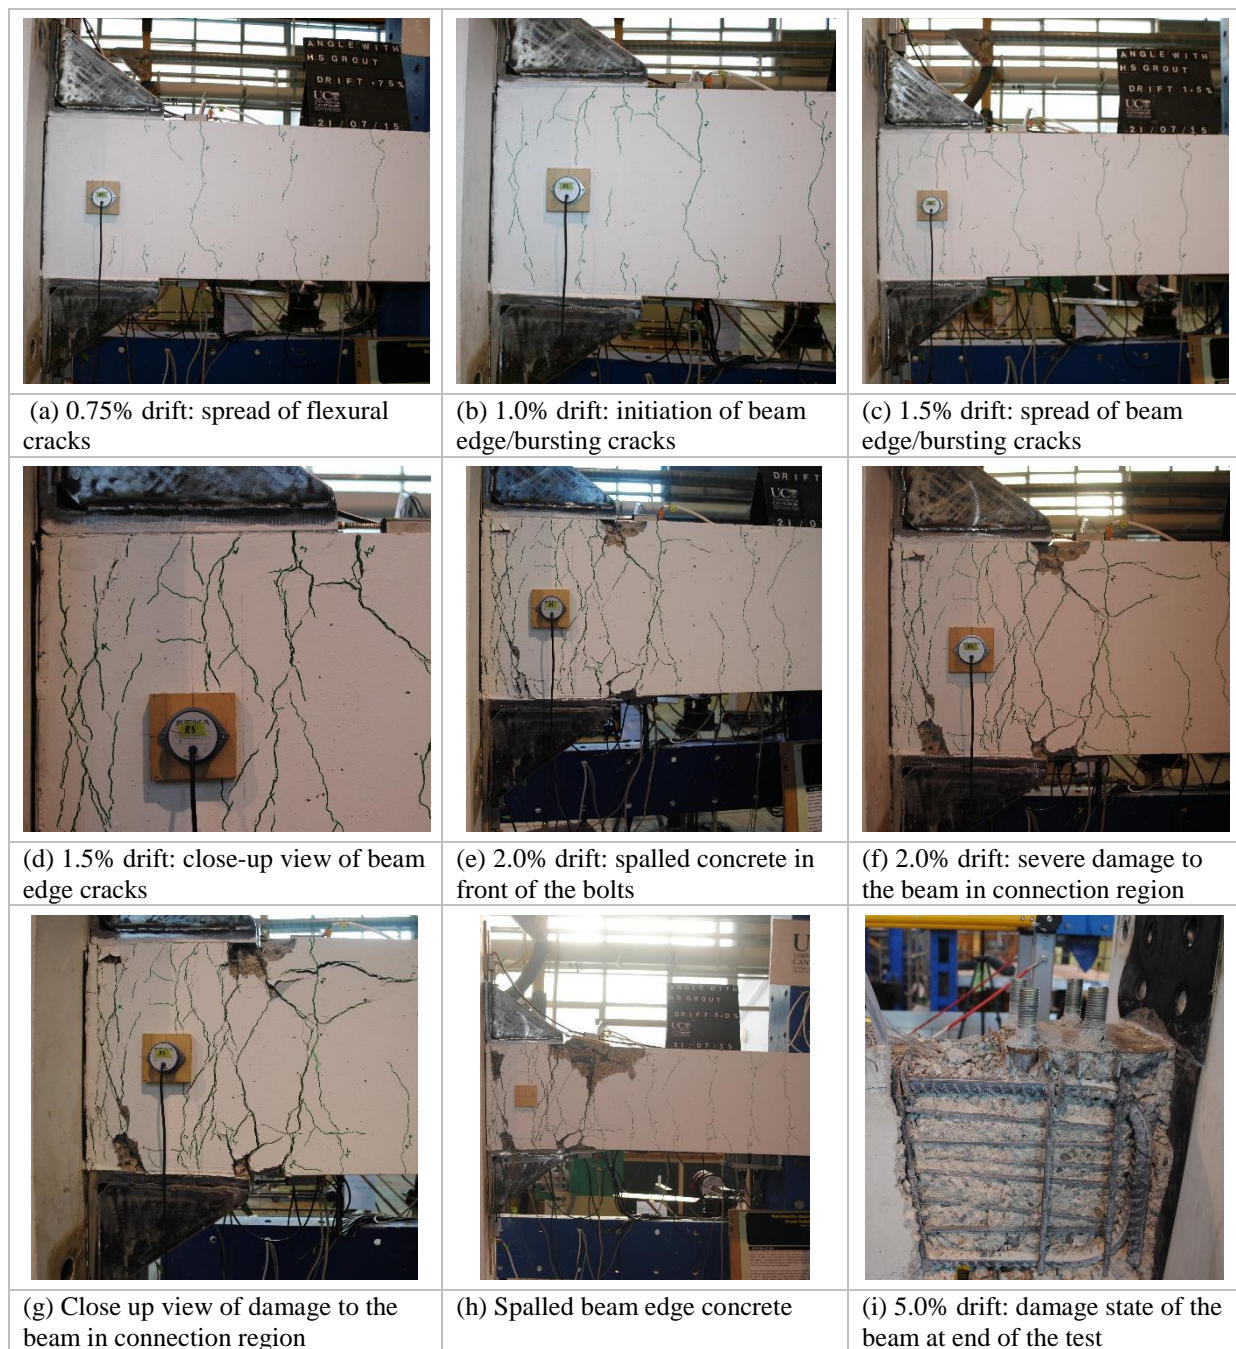 ANGLE WITH
HS GROUT
DRIFT .75%
UC
21/07/15
ANGLE WITH
HS GROUT
DRIFT 1.5%
UC
21/07/15
(a) 0.75% drift: spread of flexural
cracks
(b) 1.0% drift: initiation of beam
edge/bursting cracks
(c) 1.5% drift: spread of beam
edge/bursting cracks
DRIFT
UC
21/0
(d) 1.5% drift: close-up view of beam
edge cracks
(e) 2.0% drift: spalled concrete in
front of the bolts
(f) 2.0% drift: severe damage to
the beam in connection region
U
ANGLE WITH
HS GROUT
UC
21/07/15
(g) Close up view of damage to the
beam in connection region
(h) Spalled beam edge concrete
(i) 5.0% drift: damage state of the
beam at end of the test